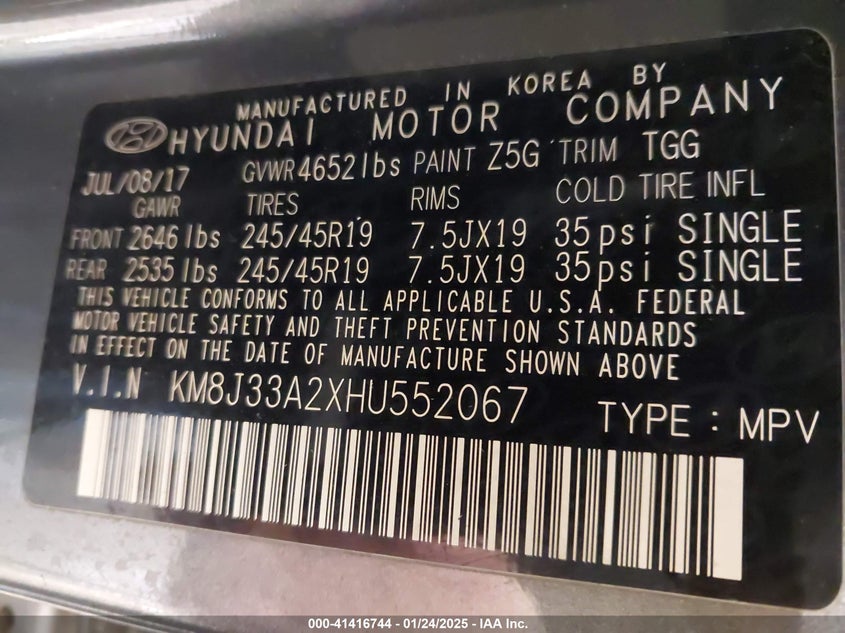 MANUFACTURED IN KOREA BY
HYUNDAI MOTOR COMPANY
JUL/08/17 GVWR 4652 lbs PAINT Z5G TRIM TGG
GAWR TIRES RIMS COLD TIRE INFL
FRONT 2646 lbs 245/45R19 7.5JX19 35psi SINGLE
REAR 2535 lbs 245/45R19 7.5JX19 35psi SINGLE
THIS VEHICLE CONFORMS TO ALL APPLICABLE U.S.A. FEDERAL
MOTOR VEHICLE SAFETY AND THEFT PREVENTION STANDARDS
IN EFFECT ON THE DATE OF MANUFACTURE SHOWN ABOVE
V.I.N KM8J33A2XHU552067 TYPE : MPV
000-41416744 - 01/24/2025 - IAA Inc.